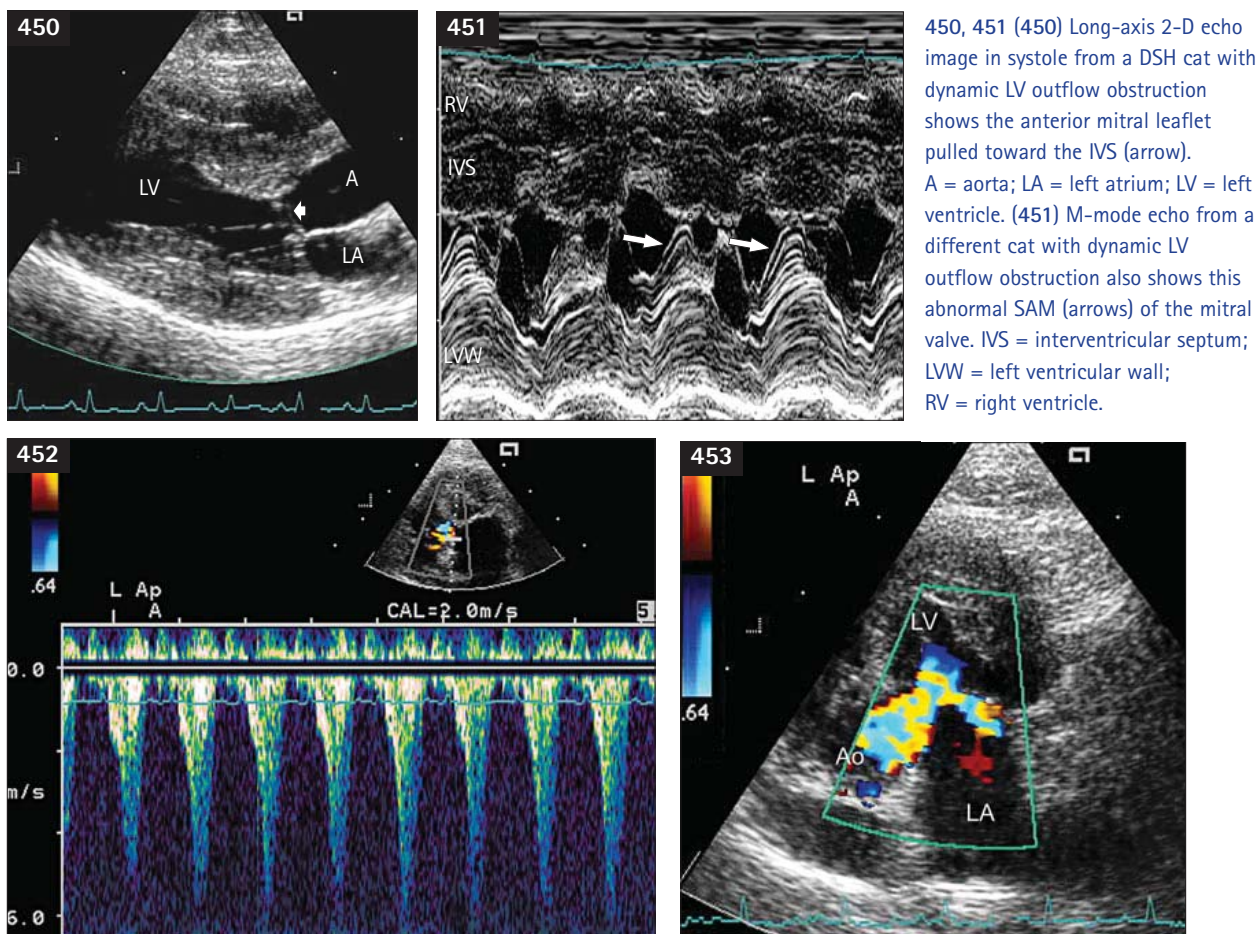 450
LV
A
LA
451
RV
IVS
LVW
450, 451 (450) Long-axis 2-D echo
image in systole from a DSH cat with
dynamic LV outflow obstruction
shows the anterior mitral leaflet
pulled toward the IVS (arrow).
A = aorta; LA = left atrium; LV = left
ventricle. (451) M-mode echo from a
different cat with dynamic LV
outflow obstruction also shows this
abnormal SAM (arrows) of the mitral
valve. IVS = interventricular septum;
LVW = left ventricular wall;
RV = right ventricle.
452
.64
L Ap
A
CAL=2.0m/s
5
0.0
m/s
6.0
453
L Ap
A
.64
LV
Ao
LA